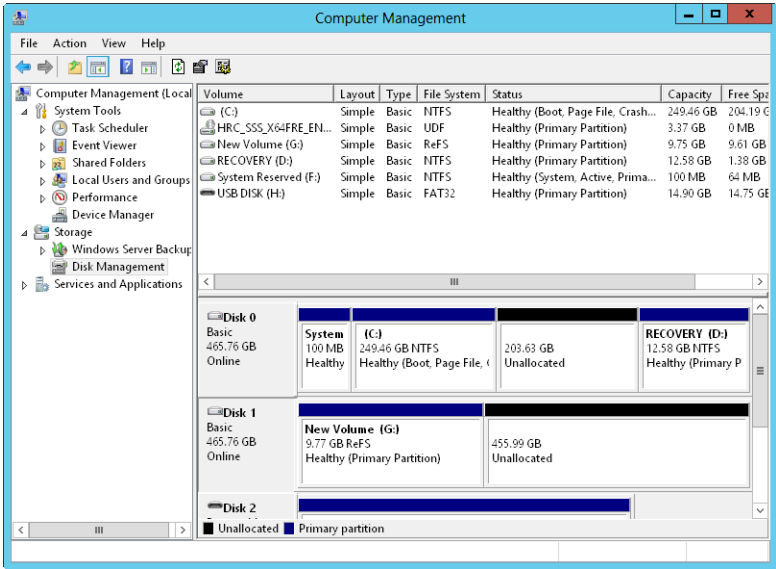 Computer Management
File Action View Help
Computer Management (Local
System Tools
Task Scheduler
Event Viewer
Shared Folders
Local Users and Groups
Performance
Device Manager
Storage
Windows Server Backup
Disk Management
Services and Applications
Volume Layout Type File System Status Capacity Free Spa
(C:) Simple Basic NTFS Healthy (Boot, Page File, Crash... 249.46 GB 204.19 G
HRC_SSS_X64FRE_EN... Simple Basic UDF Healthy (Primary Partition) 3.37 GB 0 MB
New Volume (G:) Simple Basic ReFS Healthy (Primary Partition) 9.75 GB 9.61 GB
RECOVERY (D:) Simple Basic NTFS Healthy (Primary Partition) 12.58 GB 1.38 GB
System Reserved (F:) Simple Basic NTFS Healthy (System, Active, Prima... 100 MB 64 MB
USB DISK (H:) Simple Basic FAT32 Healthy (Primary Partition) 14.90 GB 14.75 GB
Disk 0
Basic
465.76 GB
Online
System
100 MB
Healthy
(C:)
249.46 GB NTFS
Healthy (Boot, Page File, (
203.63 GB
Unallocated
RECOVERY (D:)
12.58 GB NTFS
Healthy (Primary P
Disk 1
Basic
465.76 GB
Online
New Volume (G:)
9.77 GB ReFS
Healthy (Primary Partition)
455.99 GB
Unallocated
Disk 2
Unallocated Primary partition